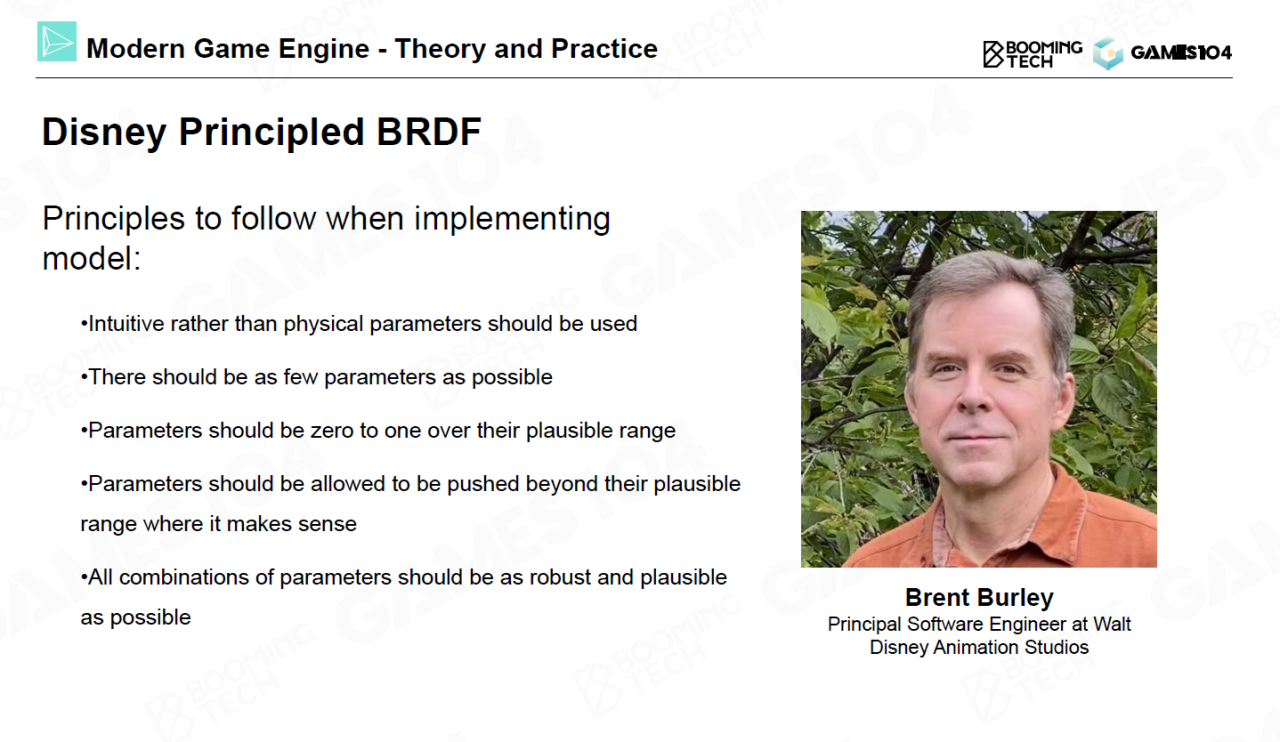 Modern Game Engine - Theory and Practice
BOOMING
TECH
GAMES104
Disney Principled BRDF
Principles to follow when implementing
model:
•Intuitive rather than physical parameters should be used
•There should be as few parameters as possible
•Parameters should be zero to one over their plausible range
•Parameters should be allowed to be pushed beyond their plausible
range where it makes sense
•All combinations of parameters should be as robust and plausible
as possible
Brent Burley
Principal Software Engineer at Walt
Disney Animation Studios